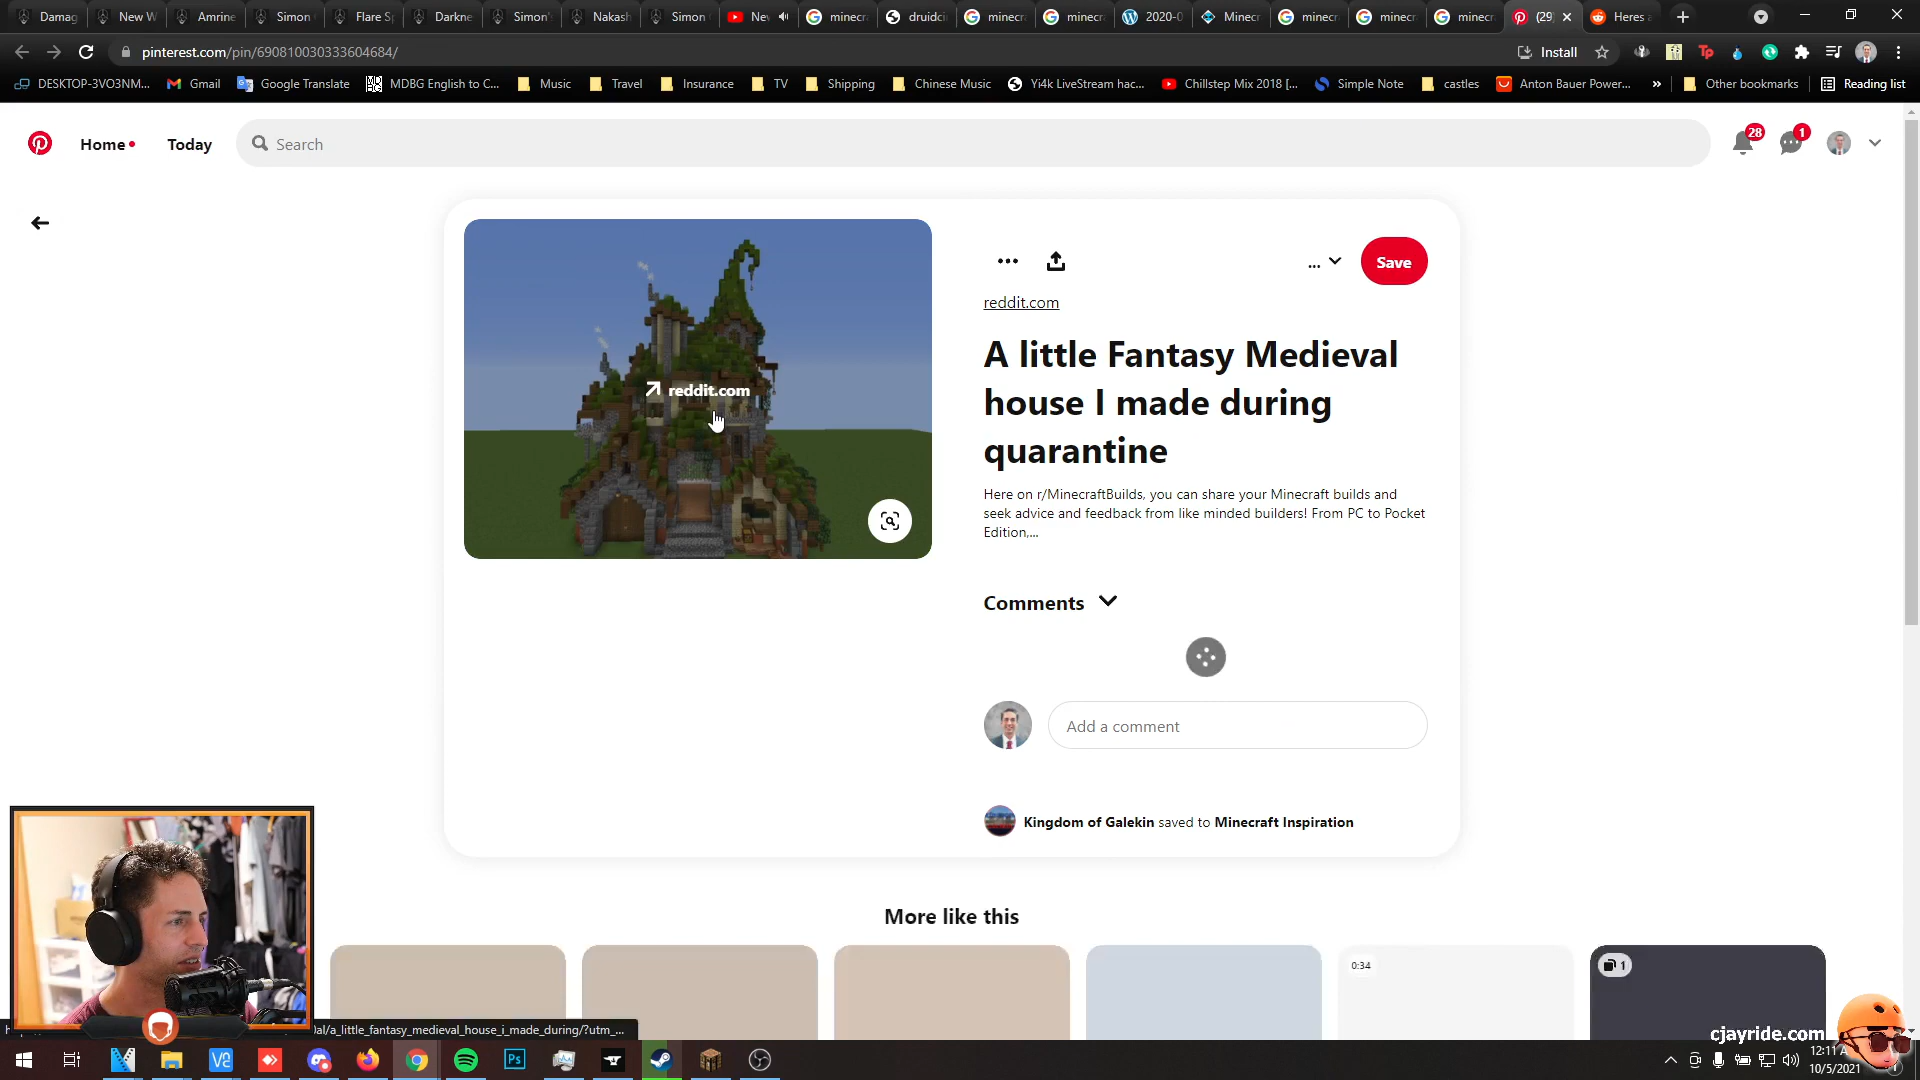 Damag
New W
Amrine
Simon
Flare Sp
Darkne
Simon's
Nakash
Simon
Nev
minecr
druidci
minecr
minecr
2020-0
Minecr
minecr
minecr
minecr
(29)
Heres a
pinterest.com/pin/690810030333604684/
Install
DESKTOP-3VO3NM...
Gmail
Google Translate
MDBG English to C...
Music
Travel
Insurance
TV
Shipping
Chinese Music
Yi4k LiveStream hac...
Chillstep Mix 2018 [...
Simple Note
castles
Anton Bauer Power...
»
Other bookmarks
Reading list
Home
Today
Search
28
1
... 
Save
reddit.com
reddit.com
A little Fantasy Medieval
house I made during
quarantine
Here on r/MinecraftBuilds, you can share your Minecraft builds and
seek advice and feedback from like minded builders! From PC to Pocket
Edition,...
Comments
Add a comment
Kingdom of Galekin saved to Minecraft Inspiration
More like this
0:34
1
al/a_little_fantasy_medieval_house_i_made_during/?utm_...
cjayride.com
12:11
10/5/2021